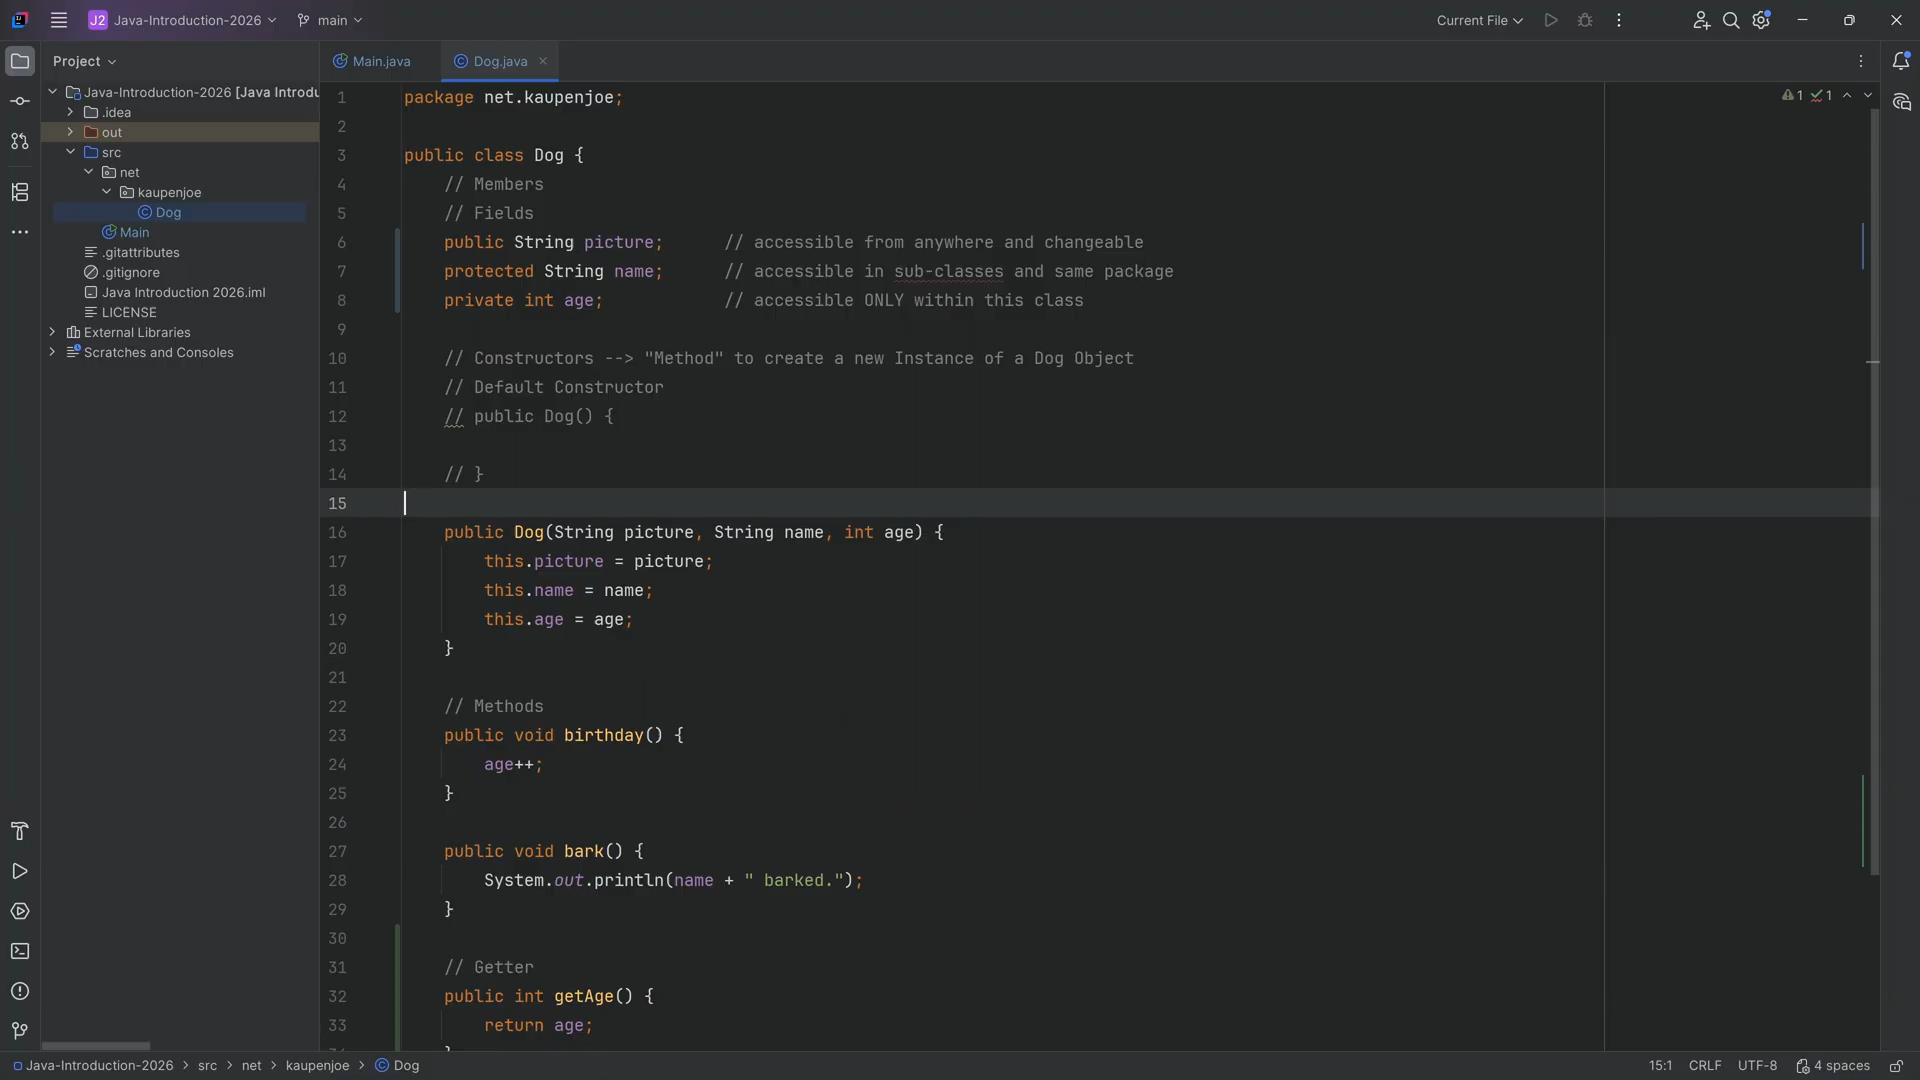 J2 Java-Introduction-2026 main Current File
Project
Main.java
Dog.java
Java-Introduction-2026 [Java Introdu
.idea
out
src
net
kaupenjoe
Dog
Main
.gitattributes
.gitignore
Java Introduction 2026.iml
LICENSE
External Libraries
Scratches and Consoles
1 package net.kaupenjoe;
2
3 public class Dog {
4 // Members
5 // Fields
6 public String picture; // accessible from anywhere and changeable
7 protected String name; // accessible in sub-classes and same package
8 private int age; // accessible ONLY within this class
9
10 // Constructors --> "Method" to create a new Instance of a Dog Object
11 // Default Constructor
12 // public Dog() {
13
14 // }
15
16 public Dog(String picture, String name, int age) {
17 this.picture = picture;
18 this.name = name;
19 this.age = age;
20 }
21
22 // Methods
23 public void birthday() {
24 age++;
25 }
26
27 public void bark() {
28 System.out.println(name + " barked.");
29 }
30
31 // Getter
32 public int getAge() {
33 return age;
1 1
Java-Introduction-2026 > src > net > kaupenjoe > Dog
15:1 CRLF UTF-8 4 spaces